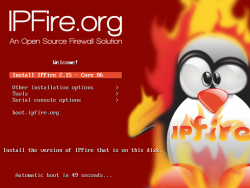 IPFire.org
An Open Source Firewall Solution
Welcome!
Install IPFire 2.15 - Core 86
Other installation options >
Tools >
Serial console options >
boot.ipfire.org
ipfire
Install the version of IPFire that is on this disk.
Automatic boot in 49 seconds...